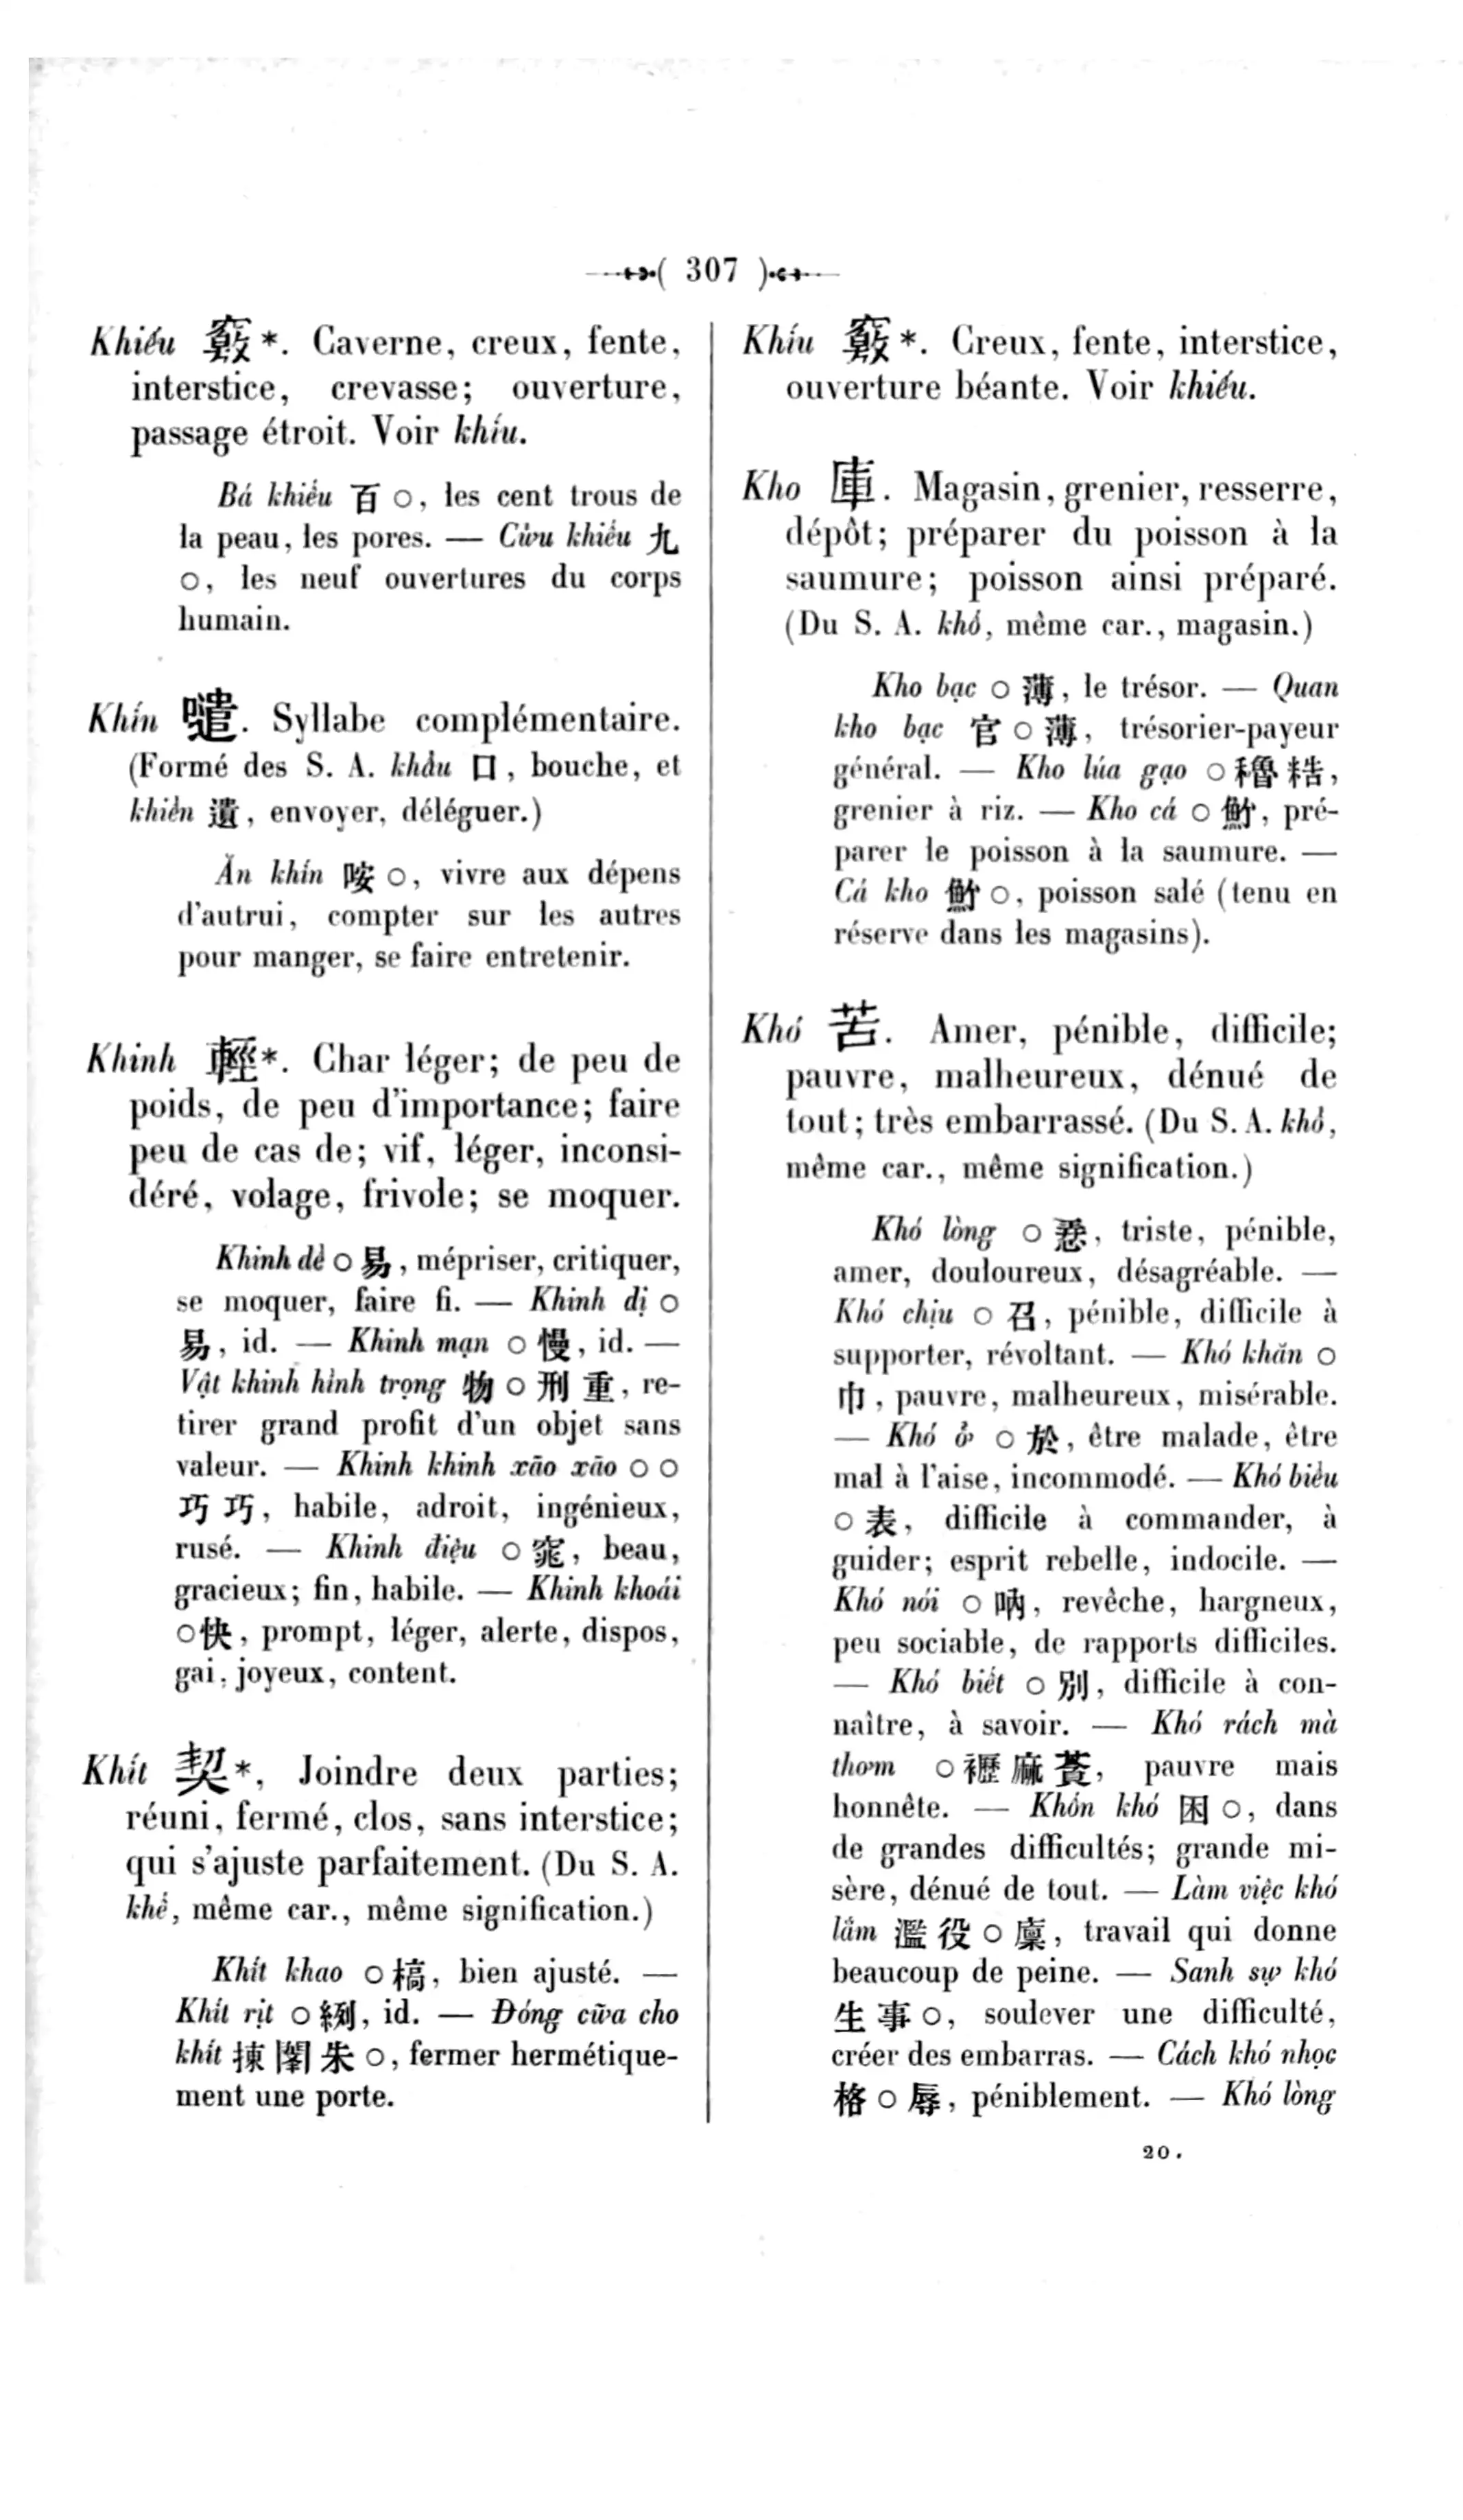 ( 307 )
Khiếu 竅*. Caverne, creux, fente,
interstice, crevasse; ouverture,
passage étroit. Voir khíu.
Bá khiếu 百 ○, les cent trous de
la peau, les pores. — Cửu khiếu 九
○, les neuf ouvertures du corps
humain.
Khín 嗹. Syllabe complémentaire.
(Formé des S. A. khẩu 口, bouche, et
khiển 遣, envoyer, déléguer.)
Ăn khín 咹 ○, vivre aux dépens
d'autrui, compter sur les autres
pour manger, se faire entretenir.
Khinh 輕*. Char léger; de peu de
poids, de peu d'importance; faire
peu de cas de; vif, léger, inconsi-
déré, volage, frivole; se moquer.
Khinh dể ○ 易, mépriser, critiquer,
se moquer, faire fi. — Khinh dị ○
易, id. — Khinh mạn ○ 慢, id. —
Vật khinh hình trọng 物 ○ 刑 重, re-
tirer grand profit d'un objet sans
valeur. — Khinh khinh xão xão ○ ○
巧 巧, habile, adroit, ingénieux,
rusé. — Khinh điệu ○ 窕, beau,
gracieux; fin, habile. — Khinh khoái
○ 快, prompt, léger, alerte, dispos,
gai, joyeux, content.
Khít 契*, Joindre deux parties;
réuni, fermé, clos, sans interstice;
qui s'ajuste parfaitement. (Du S. A.
khế, même car., même signification.)
Khít khao ○ 槁, bien ajusté. —
Khít rịt ○ 綟, id. — Đóng cữa cho
khít 揀 𨷯 朱 ○, fermer hermétique-
ment une porte.
Khíu 竅*. Creux, fente, interstice,
ouverture béante. Voir khiếu.
Kho 庫. Magasin, grenier, resserre,
dépôt; préparer du poisson à la
saumure; poisson ainsi préparé.
(Du S. A. khố, même car., magasin.)
Kho bạc ○ 薄, le trésor. — Quan
kho bạc 官 ○ 薄, trésorier-payeur
général. — Kho lúa gạo ○ 穭 𥺊,
grenier à riz. — Kho cá ○ 𩵜, pré-
parer le poisson à la saumure. —
Cá kho 𩵜 ○, poisson salé (tenu en
réserve dans les magasins).
Khó 苦. Amer, pénible, difficile;
pauvre, malheureux, dénué de
tout; très embarrassé. (Du S. A. khổ,
même car., même signification.)
Khó lòng ○ 𢚸, triste, pénible,
amer, douloureux, désagréable. —
Khó chịu ○ 召, pénible, difficile à
supporter, révoltant. — Khó khăn ○
巾, pauvre, malheureux, misérable.
— Khó ở ○ 於, être malade, être
mal à l'aise, incommodé. — Khó biểu
○ 表, difficile à commander, à
guider; esprit rebelle, indocile. —
Khó nói ○ 吶, revêche, hargneux,
peu sociable, de rapports difficiles.
— Khó biết ○ 別, difficile à con-
naître, à savoir. — Khó rách mà
thơm ○ 𧞿 麻 , pauvre mais
honnête. — Khốn khó 困 ○, dans
de grandes difficultés; grande mi-
sère, dénué de tout. — Làm việc khó
lắm 濫 役 ○ 廩, travail qui donne
beaucoup de peine. — Sanh sự khó
生 事 ○, soulever une difficulté,
créer des embarras. — Cách khó nhọc
格 ○ 辱, péniblement. — Khó lòng
20.